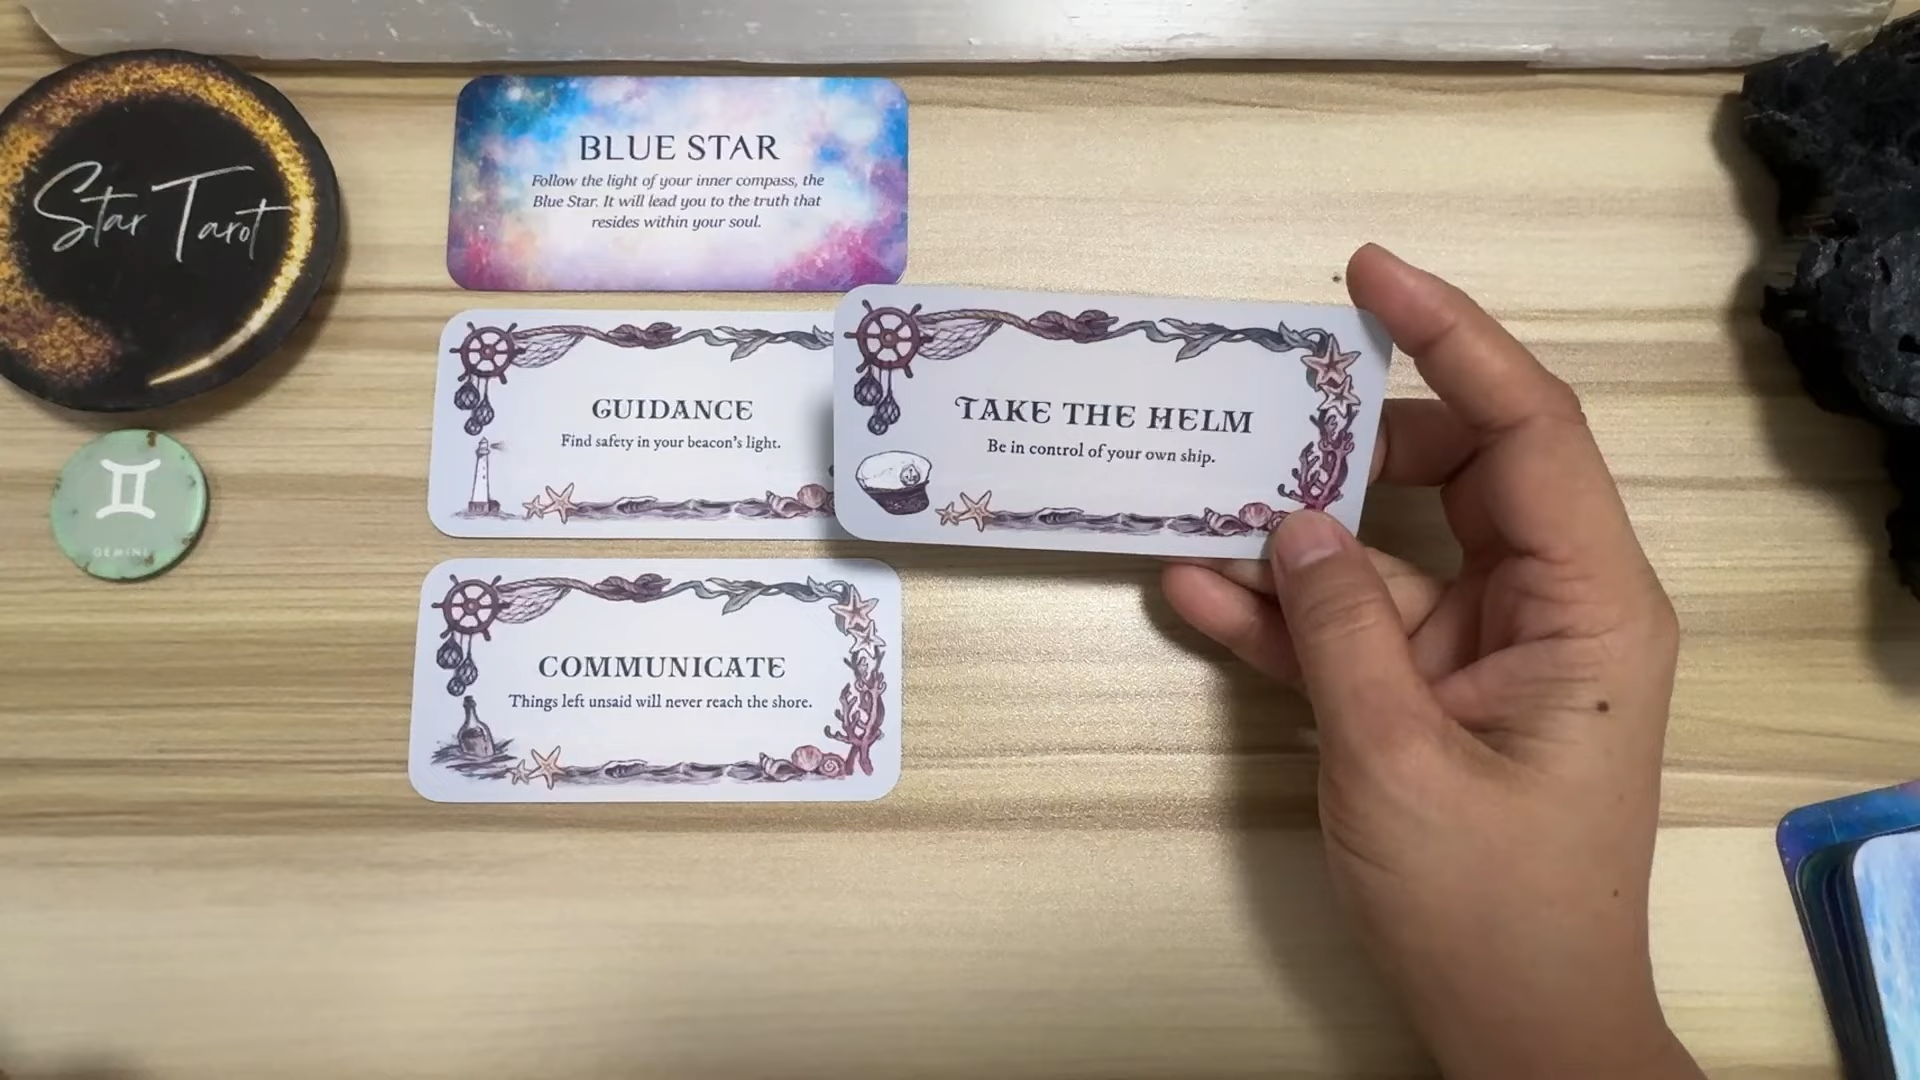 Star Tarot
BLUE STAR
Follow the light of your inner compass, the
Blue Star. It will lead you to the truth that
resides within your soul.
GUIDANCE
Find safety in your beacon's light.
TAKE THE HELM
Be in control of your own ship.
GEMINI
COMMUNICATE
Things left unsaid will never reach the shore.